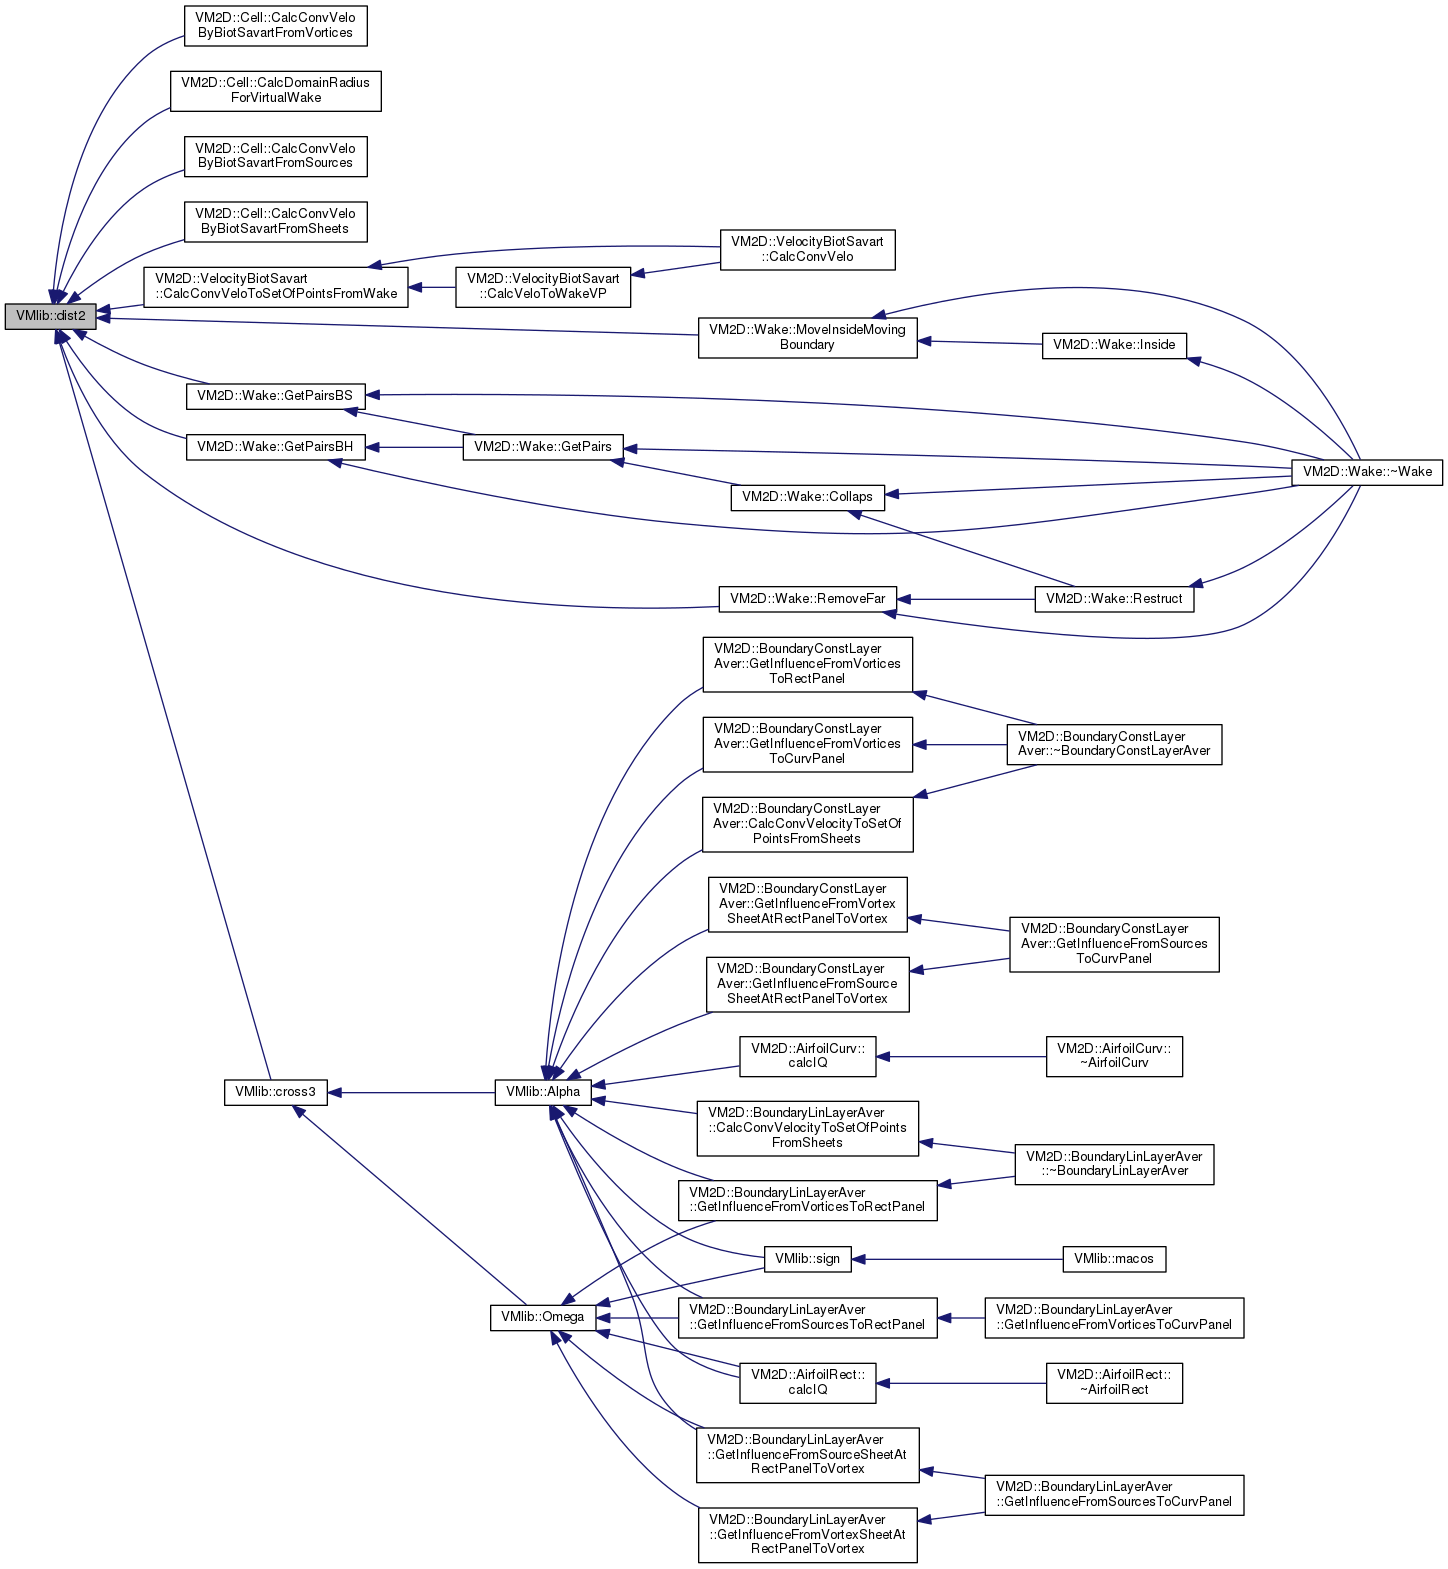 VM2D::Cell::CalcConvVelo
ByBiotSavartFromVortices
VM2D::Cell::CalcDomainRadius
ForVirtualWake
VM2D::Cell::CalcConvVelo
ByBiotSavartFromSources
VM2D::Cell::CalcConvVelo
ByBiotSavartFromSheets
VM2D::VelocityBiotSavart
::CalcConvVelo
VM2D::VelocityBiotSavart
::CalcConvVeloToSetOfPointsFromWake
VM2D::VelocityBiotSavart
::CalcVeloToWakeVP
VMlib::dist2
VM2D::Wake::MoveInsideMoving
Boundary
VM2D::Wake::Inside
VM2D::Wake::GetPairsBS
VM2D::Wake::GetPairsBH
VM2D::Wake::GetPairs
VM2D::Wake::~Wake
VM2D::Wake::Collaps
VM2D::Wake::RemoveFar
VM2D::Wake::Restruct
VM2D::BoundaryConstLayer
Aver::GetInfluenceFromVortices
ToRectPanel
VM2D::BoundaryConstLayer
Aver::GetInfluenceFromVortices
ToCurvPanel
VM2D::BoundaryConstLayer
Aver::~BoundaryConstLayerAver
VM2D::BoundaryConstLayer
Aver::CalcConvVelocityToSetOf
PointsFromSheets
VM2D::BoundaryConstLayer
Aver::GetInfluenceFromVortex
SheetAtRectPanelToVortex
VM2D::BoundaryConstLayer
Aver::GetInfluenceFromSources
ToCurvPanel
VM2D::BoundaryConstLayer
Aver::GetInfluenceFromSource
SheetAtRectPanelToVortex
VM2D::AirfoilCurv::
calcIQ
VM2D::AirfoilCurv::
~AirfoilCurv
VMlib::cross3
VMlib::Alpha
VM2D::BoundaryLinLayerAver
::CalcConvVelocityToSetOfPoints
FromSheets
VM2D::BoundaryLinLayerAver
::~BoundaryLinLayerAver
VM2D::BoundaryLinLayerAver
::GetInfluenceFromVorticesToRectPanel
VMlib::sign
VMlib::macos
VMlib::Omega
VM2D::BoundaryLinLayerAver
::GetInfluenceFromSourcesToRectPanel
VM2D::BoundaryLinLayerAver
::GetInfluenceFromVorticesToCurvPanel
VM2D::AirfoilRect::
calcIQ
VM2D::AirfoilRect::
~AirfoilRect
VM2D::BoundaryLinLayerAver
::GetInfluenceFromSourceSheetAt
RectPanelToVortex
VM2D::BoundaryLinLayerAver
::GetInfluenceFromSourcesToCurvPanel
VM2D::BoundaryLinLayerAver
::GetInfluenceFromVortexSheetAt
RectPanelToVortex